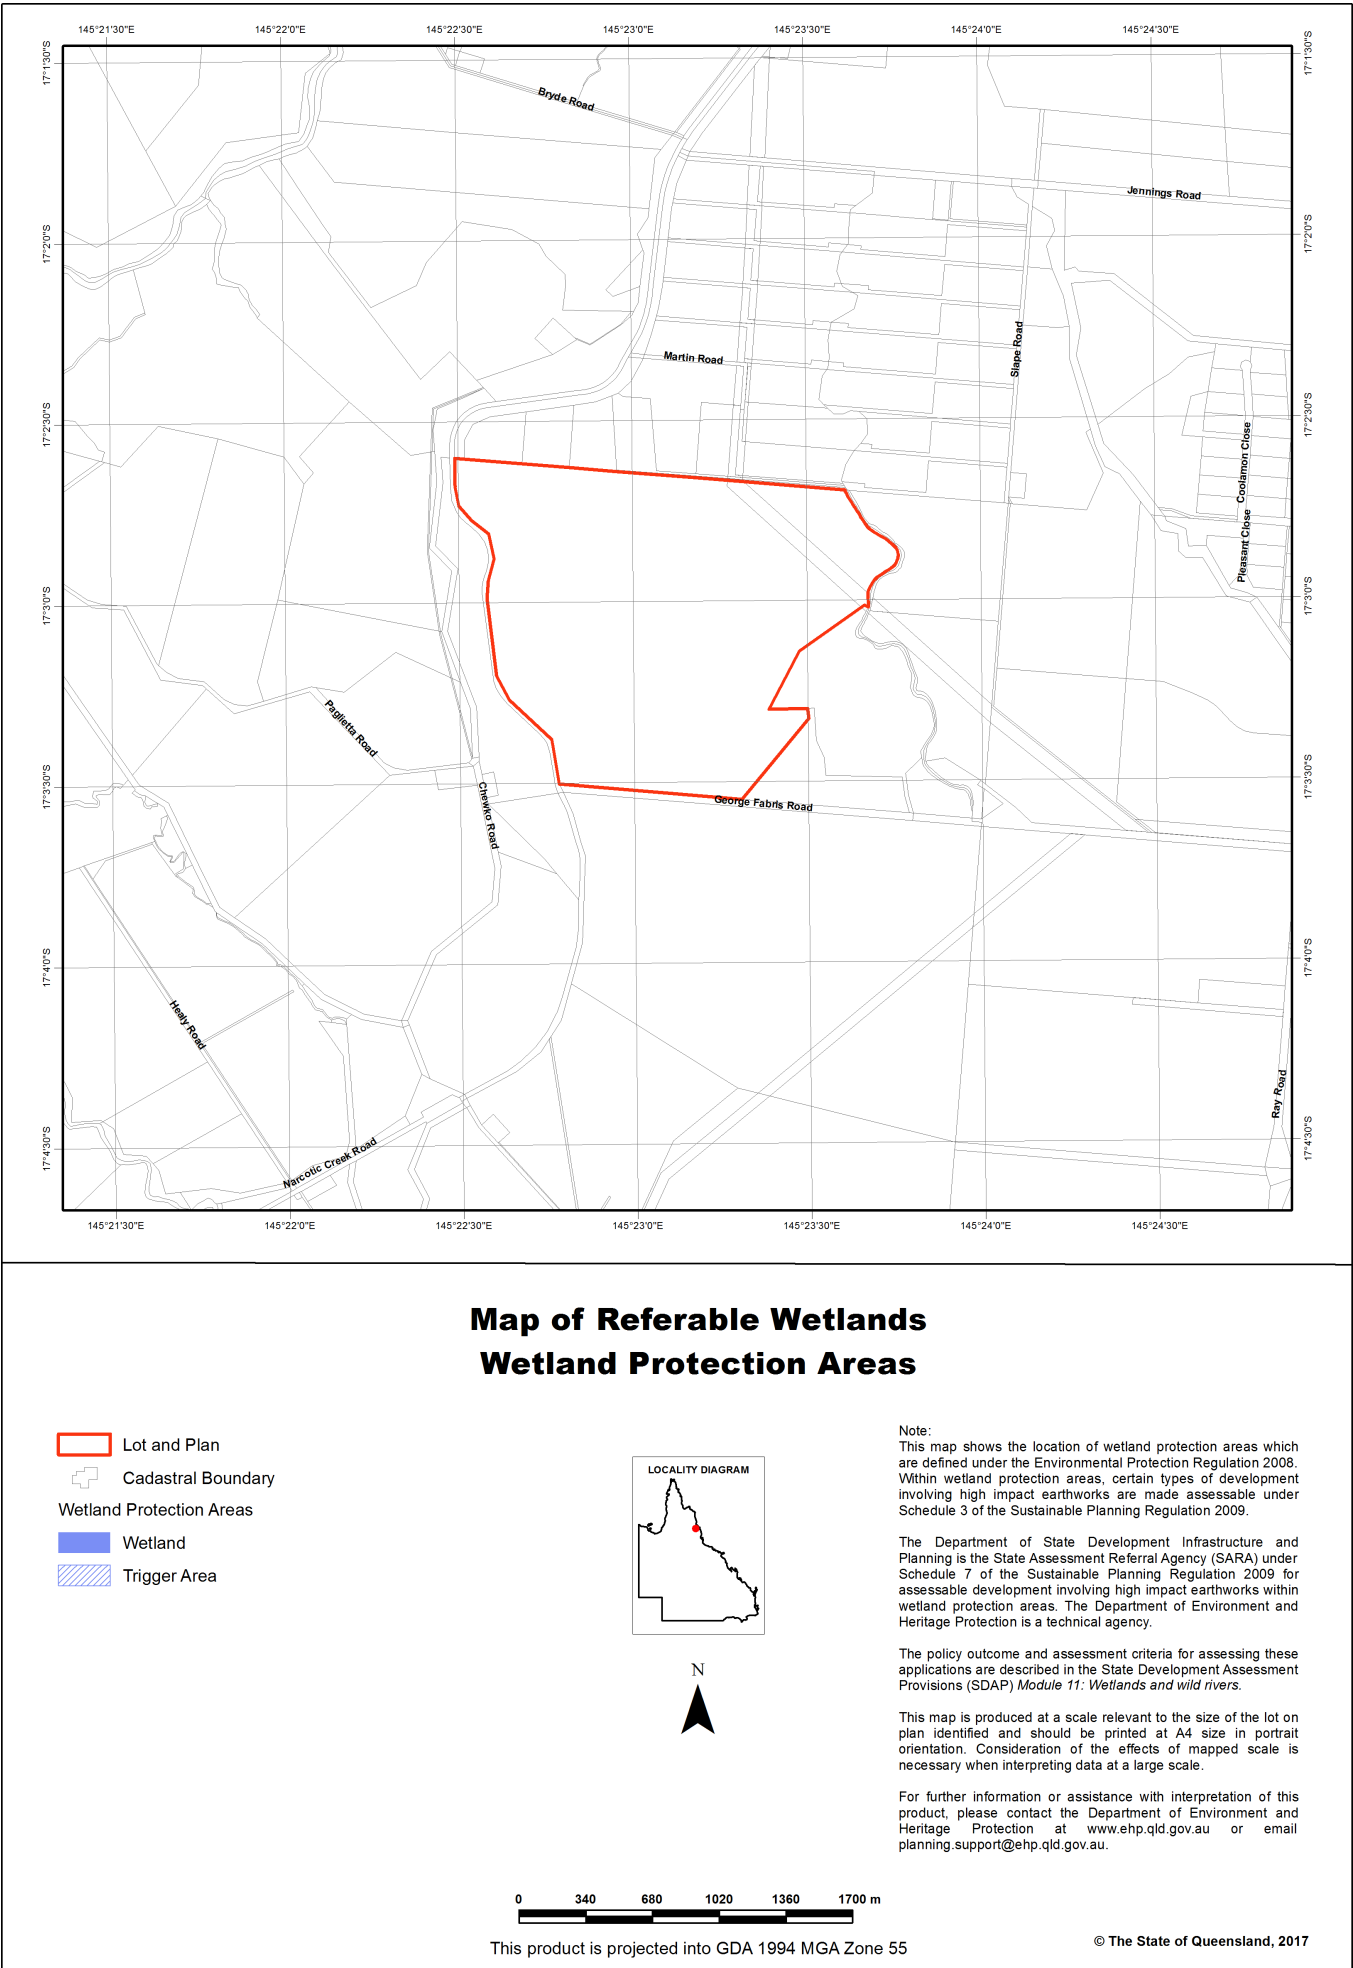 145°21'30"E 145°22'0"E 145°22'30"E 145°23'0"E 145°23'30"E 145°24'0"E 145°24'30"E
17°1'30"S 17°1'30"S
Bryde Road
Jennings Road
17°2'0"S 17°2'0"S
Slape Road
Martin Road
17°2'30"S 17°2'30"S
Coolamon Close
Pleasant Close
17°3'0"S 17°3'0"S
Paglietta Road
17°3'30"S 17°3'30"S
Chewko Road
George Fabris Road
17°4'0"S 17°4'0"S
Healy Road
Ray Road
17°4'30"S 17°4'30"S
Narcotic Creek Road
145°21'30"E 145°22'0"E 145°22'30"E 145°23'0"E 145°23'30"E 145°24'0"E 145°24'30"E
Map of Referable Wetlands
Wetland Protection Areas
Lot and Plan
Cadastral Boundary
Wetland Protection Areas
Wetland
Trigger Area
LOCALITY DIAGRAM
N
Note:
This map shows the location of wetland protection areas which
are defined under the Environmental Protection Regulation 2008.
Within wetland protection areas, certain types of development
involving high impact earthworks are made assessable under
Schedule 3 of the Sustainable Planning Regulation 2009.
The Department of State Development Infrastructure and
Planning is the State Assessment Referral Agency (SARA) under
Schedule 7 of the Sustainable Planning Regulation 2009 for
assessable development involving high impact earthworks within
wetland protection areas. The Department of Environment and
Heritage Protection is a technical agency.
The policy outcome and assessment criteria for assessing these
applications are described in the State Development Assessment
Provisions (SDAP) Module 11: Wetlands and wild rivers.
This map is produced at a scale relevant to the size of the lot on
plan identified and should be printed at A4 size in portrait
orientation. Consideration of the effects of mapped scale is
necessary when interpreting data at a large scale.
For further information or assistance with interpretation of this
product, please contact the Department of Environment and
Heritage Protection at www.ehp.qld.gov.au or email
planning.support@ehp.qld.gov.au.
0 340 680 1020 1360 1700 m
This product is projected into GDA 1994 MGA Zone 55
© The State of Queensland, 2017